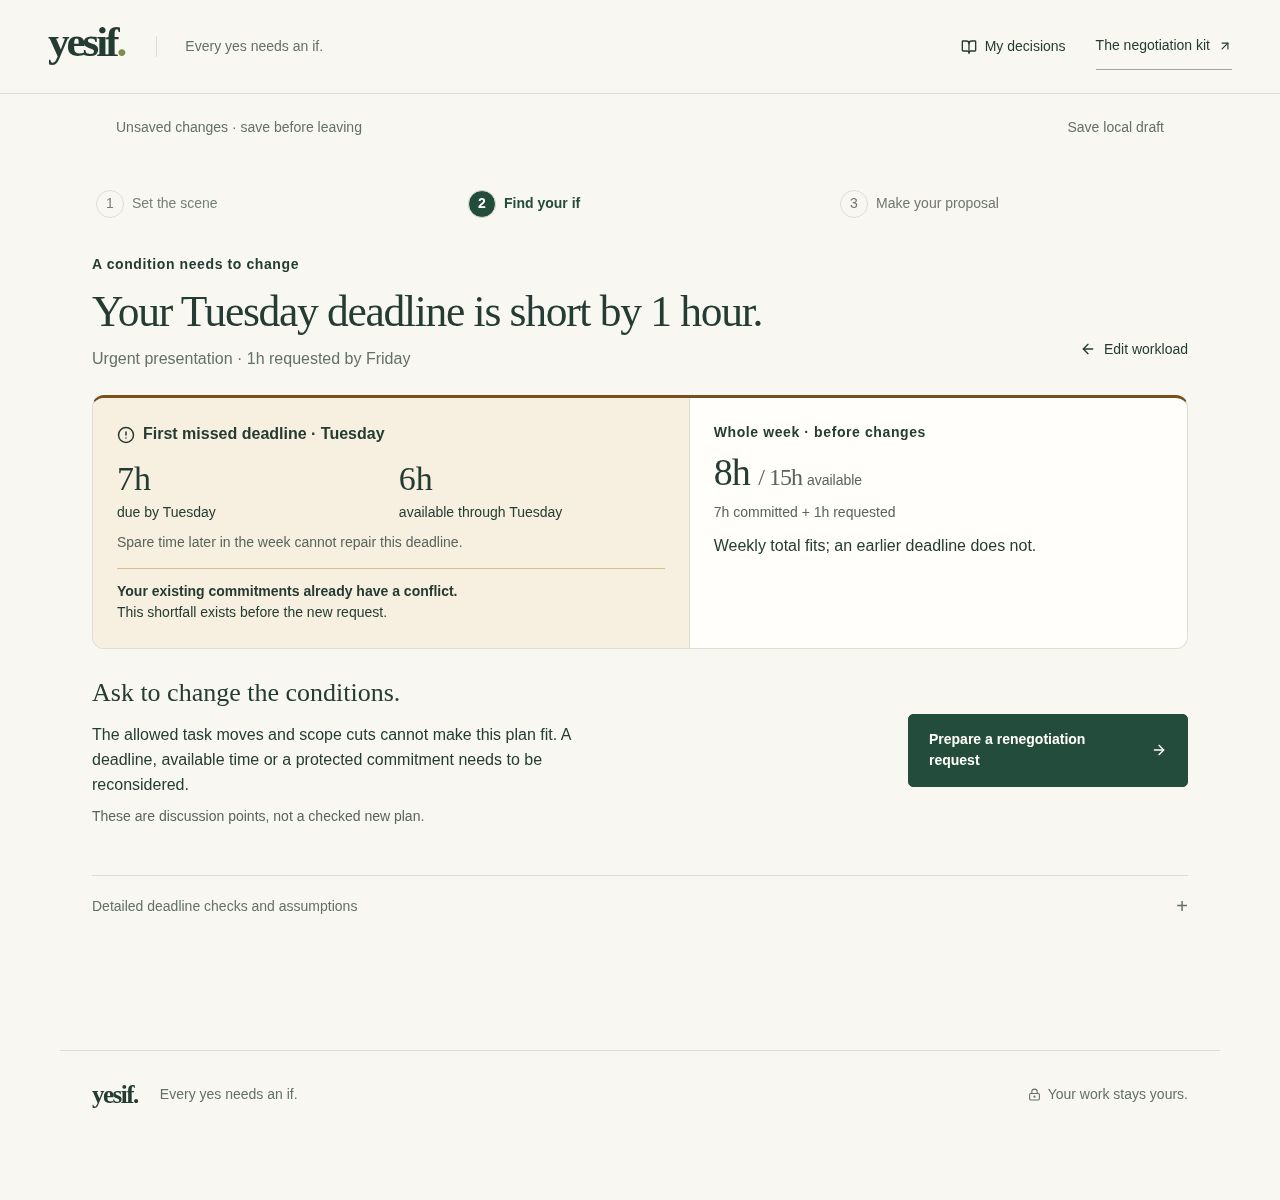 yesif.
Every yes needs an if.
My decisions
The negotiation kit
Unsaved changes · save before leaving
Save local draft
1 Set the scene
2 Find your if
3 Make your proposal
A condition needs to change
Your Tuesday deadline is short by 1 hour.
Urgent presentation · 1h requested by Friday
Edit workload
First missed deadline · Tuesday
7h
due by Tuesday
6h
available through Tuesday
Spare time later in the week cannot repair this deadline.
Your existing commitments already have a conflict.
This shortfall exists before the new request.
Whole week · before changes
8h / 15h available
7h committed + 1h requested
Weekly total fits; an earlier deadline does not.
Ask to change the conditions.
The allowed task moves and scope cuts cannot make this plan fit. A
deadline, available time or a protected commitment needs to be
reconsidered.
These are discussion points, not a checked new plan.
Prepare a renegotiation
request
Detailed deadline checks and assumptions
yesif.
Every yes needs an if.
Your work stays yours.